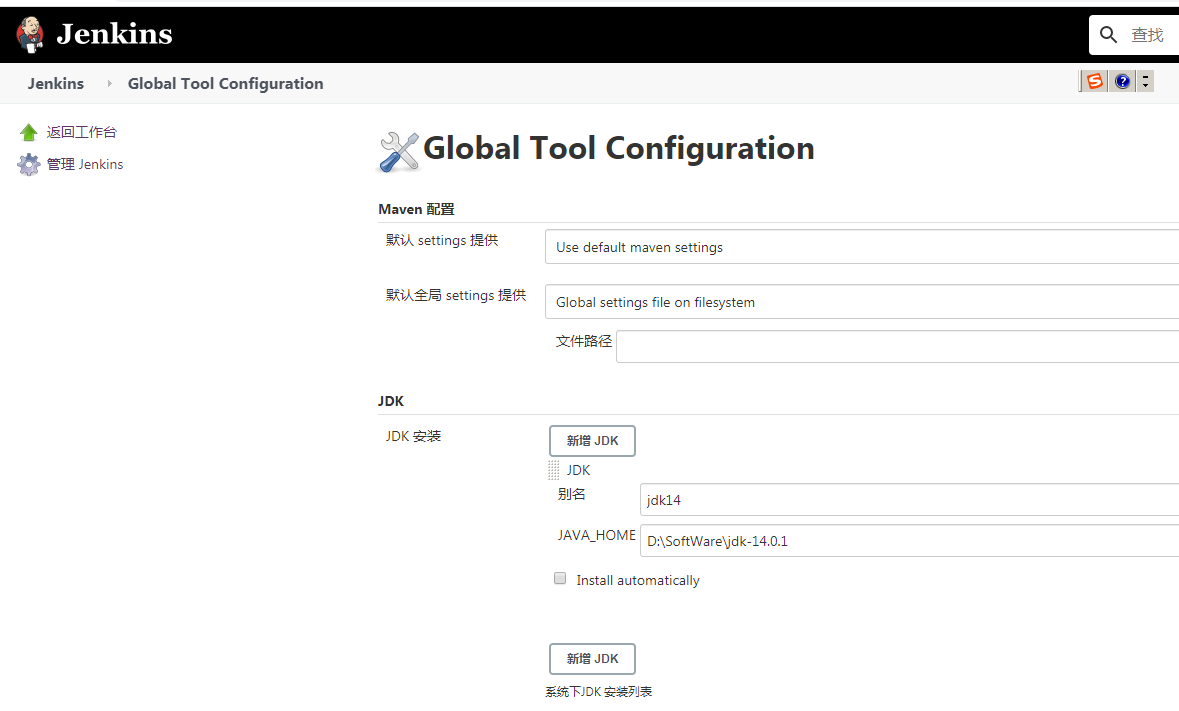 Jenkins
查找
Jenkins
Global Tool Configuration
返回工作台
管理 Jenkins
Global Tool Configuration
Maven 配置
默认 settings 提供
Use default maven settings
默认全局 settings 提供
Global settings file on filesystem
文件路径
JDK
JDK 安装
新增 JDK
JDK
别名
jdk14
JAVA_HOME
D:\SoftWare\jdk-14.0.1
Install automatically
新增 JDK
系统下JDK 安装列表